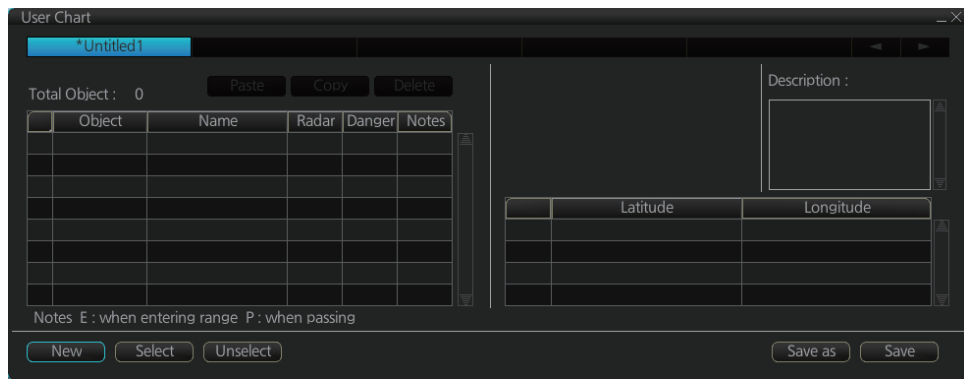 User Chart
*Untitled1
Total Object : 0
Paste Copy Delete
Description :
Object Name Radar Danger Notes
Latitude Longitude
Notes E : when entering range P : when passing
New Select Unselect Save as Save